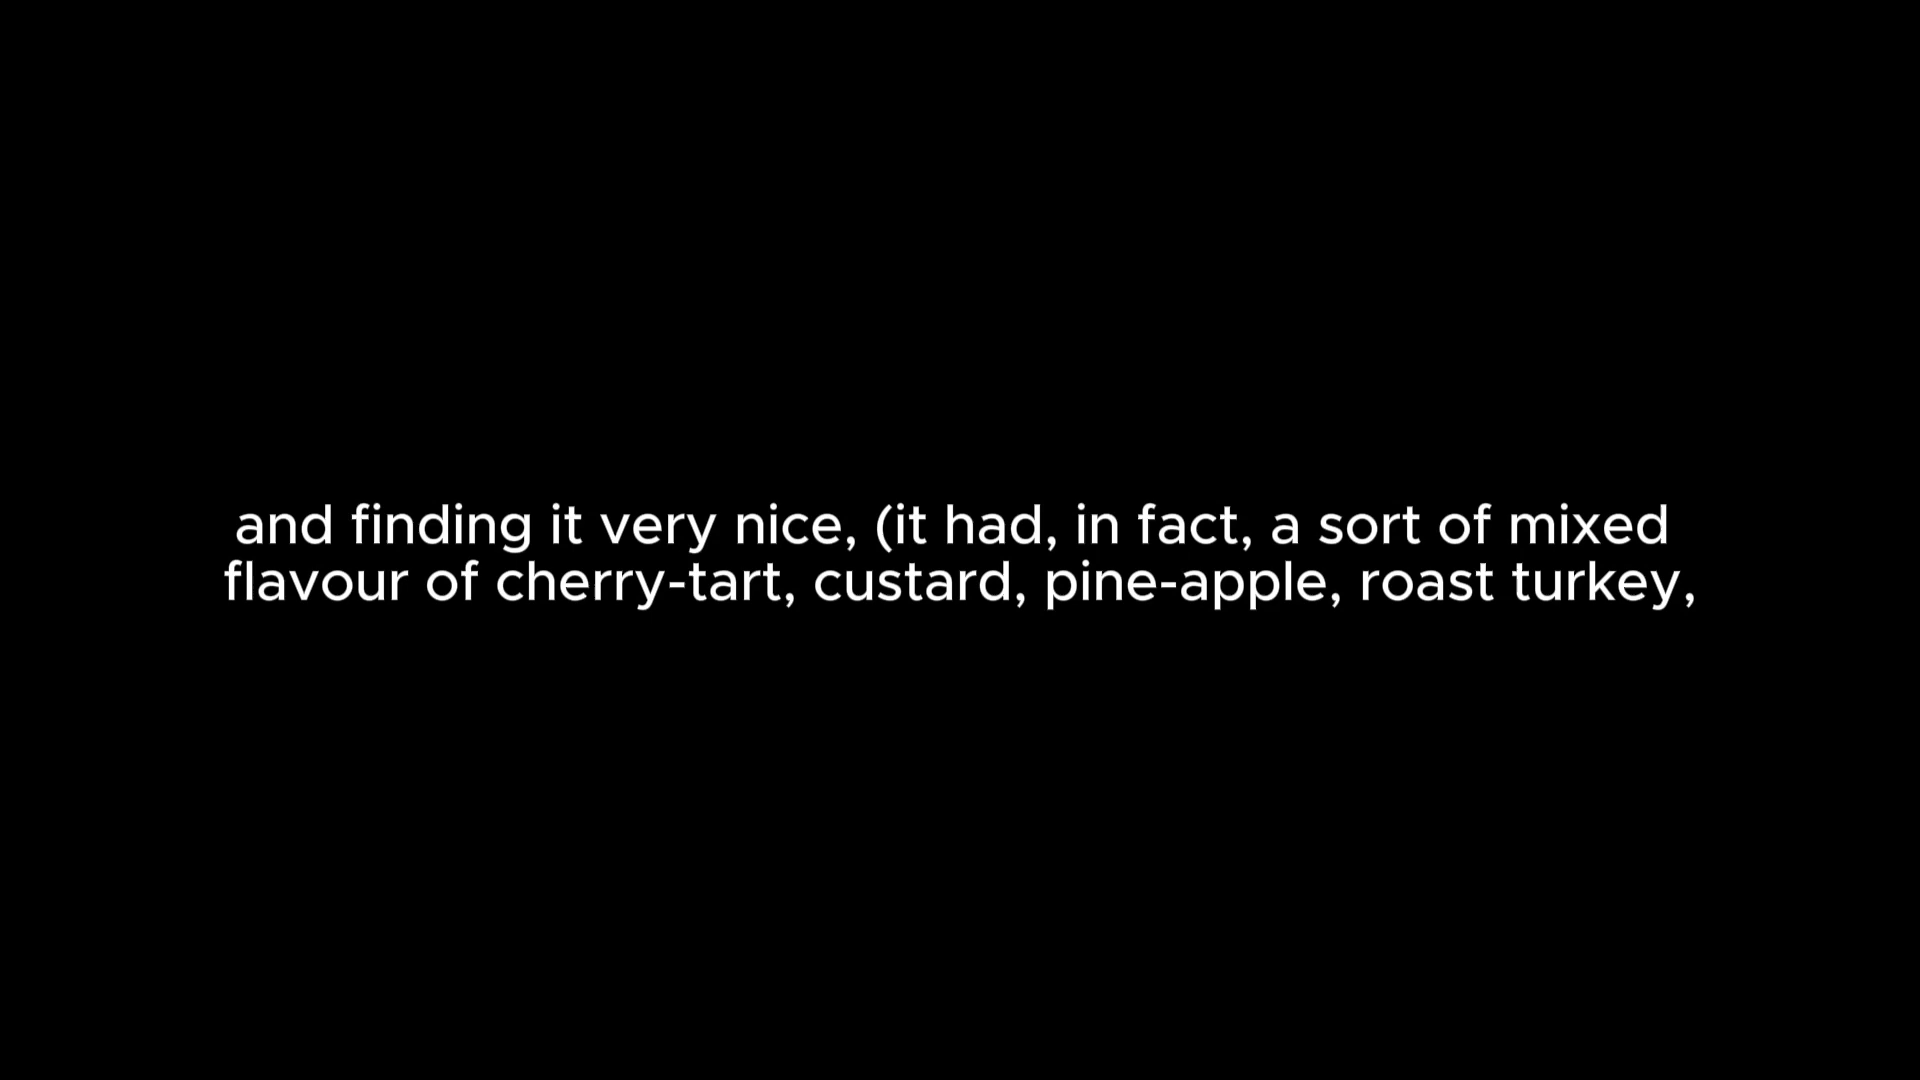 and finding it very nice, (it had, in fact, a sort of mixed
flavour of cherry-tart, custard, pine-apple, roast turkey,